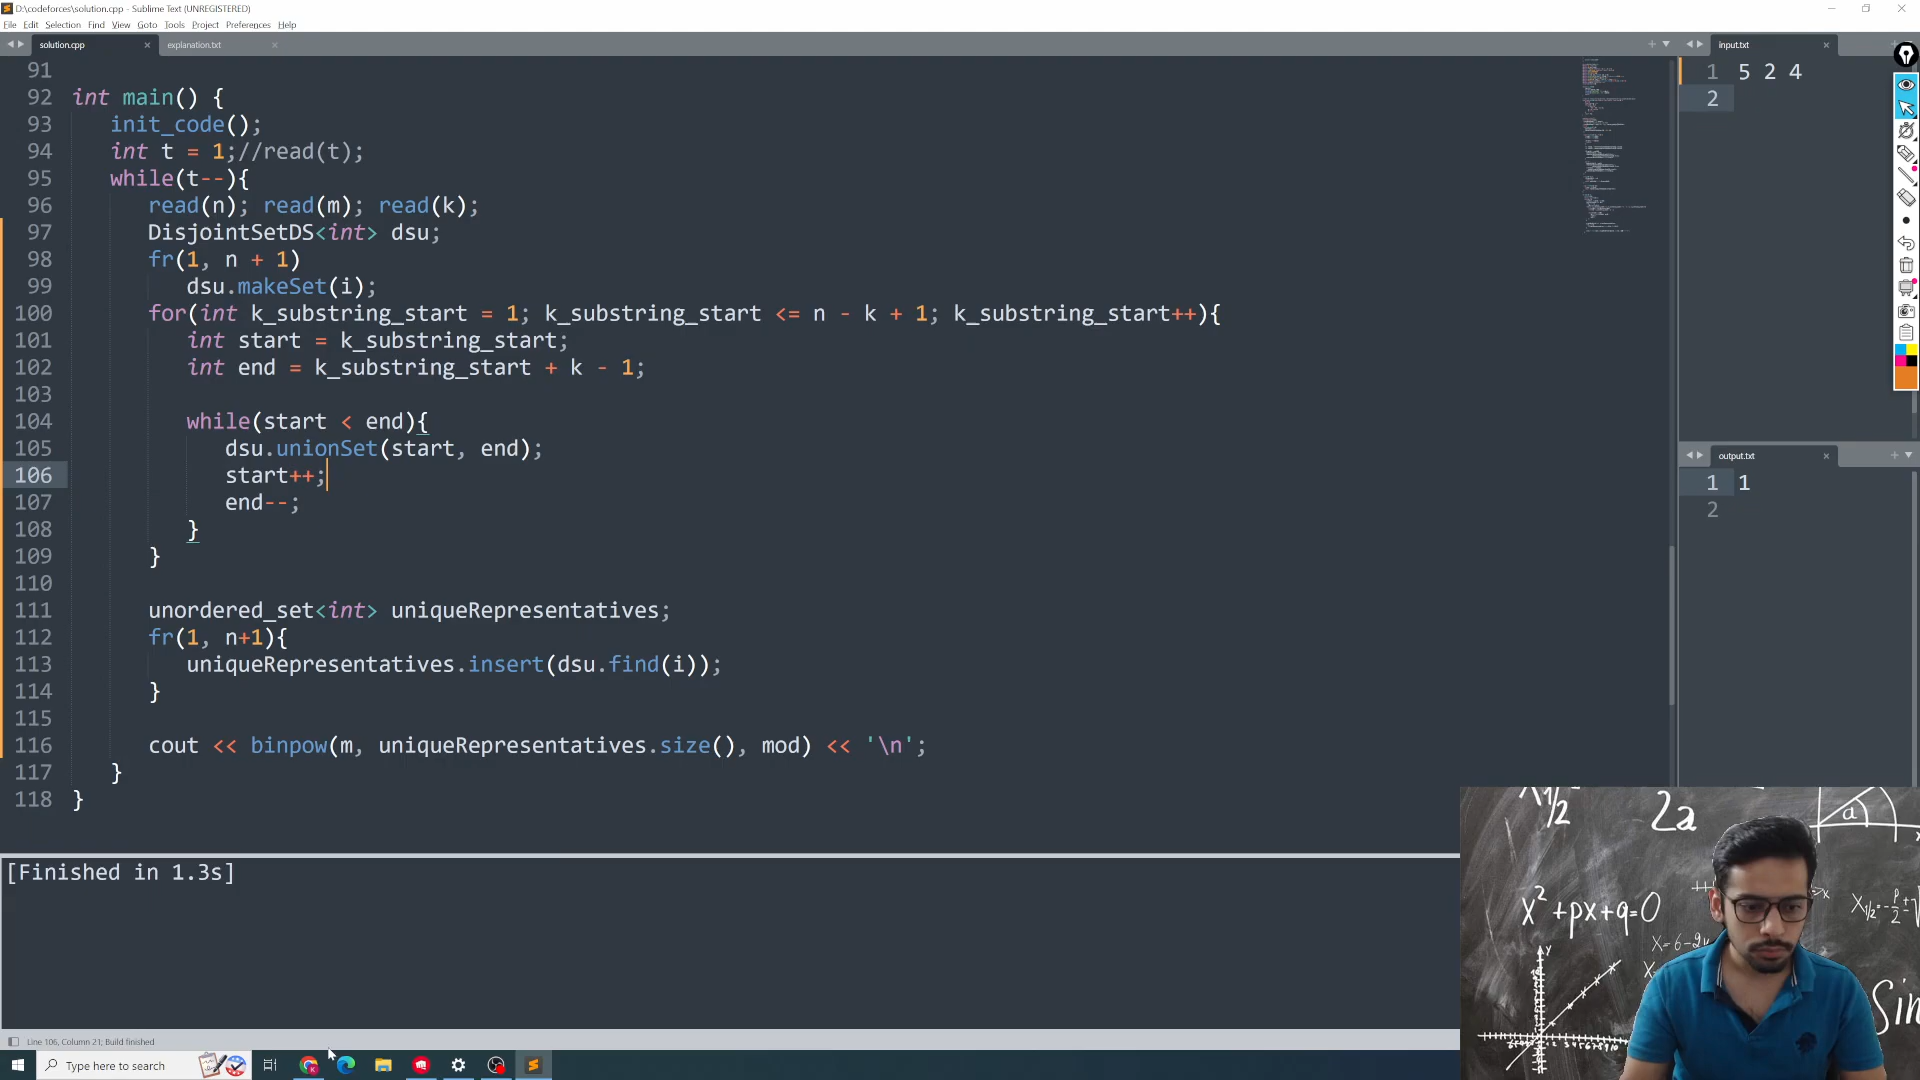 D:\codeforces\solution.cpp - Sublime Text (UNREGISTERED)
File Edit Selection Find View Goto Tools Project Preferences Help
solution.cpp
explanation.txt
91
92 int main() {
93 init_code();
94 int t = 1;//read(t);
95 while(t--){
96 read(n); read(m); read(k);
97 DisjointSetDS<int> dsu;
98 fr(1, n + 1)
99 dsu.makeSet(i);
100 for(int k_substring_start = 1; k_substring_start <= n - k + 1; k_substring_start++){
101 int start = k_substring_start;
102 int end = k_substring_start + k - 1;
103
104 while(start < end){
105 dsu.unionSet(start, end);
106 start++;
107 end--;
108 }
109 }
110
111 unordered_set<int> uniqueRepresentatives;
112 fr(1, n+1){
113 uniqueRepresentatives.insert(dsu.find(i));
114 }
115
116 cout << binpow(m, uniqueRepresentatives.size(), mod) << '\n';
117 }
118 }
input.txt
1 5 2 4
2
output.txt
1 1
2
[Finished in 1.3s]
2a
a
x² + px + q = 0
Line 106, Column 21; Build finished
Type here to search